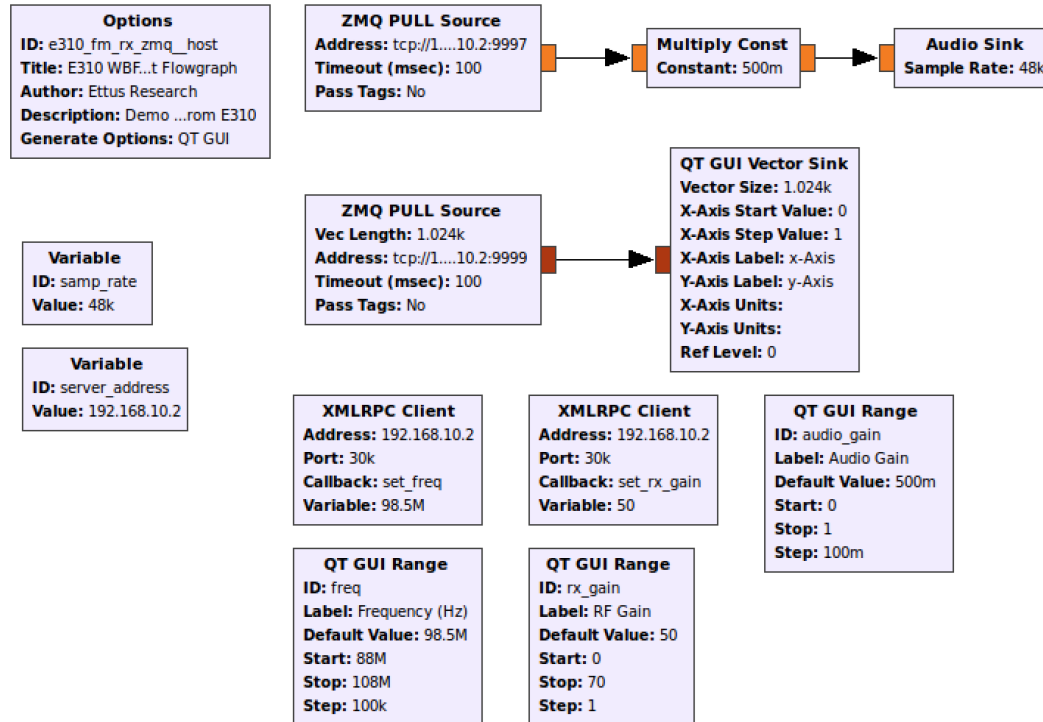 Options
ID: e310_fm_rx_zmq__host
Title: E310 WBF...t Flowgraph
Author: Ettus Research
Description: Demo ...rom E310
Generate Options: QT GUI
ZMQ PULL Source
Address: tcp://1....10.2:9997
Timeout (msec): 100
Pass Tags: No
Multiply Const
Constant: 500m
Audio Sink
Sample Rate: 48k
ZMQ PULL Source
Vec Length: 1.024k
Address: tcp://1....10.2:9999
Timeout (msec): 100
Pass Tags: No
QT GUI Vector Sink
Vector Size: 1.024k
X-Axis Start Value: 0
X-Axis Step Value: 1
X-Axis Label: x-Axis
Y-Axis Label: y-Axis
X-Axis Units:
Y-Axis Units:
Ref Level: 0
Variable
ID: samp_rate
Value: 48k
Variable
ID: server_address
Value: 192.168.10.2
XMLRPC Client
Address: 192.168.10.2
Port: 30k
Callback: set_freq
Variable: 98.5M
XMLRPC Client
Address: 192.168.10.2
Port: 30k
Callback: set_rx_gain
Variable: 50
QT GUI Range
ID: audio_gain
Label: Audio Gain
Default Value: 500m
Start: 0
Stop: 1
Step: 100m
QT GUI Range
ID: freq
Label: Frequency (Hz)
Default Value: 98.5M
Start: 88M
Stop: 108M
Step: 100k
QT GUI Range
ID: rx_gain
Label: RF Gain
Default Value: 50
Start: 0
Stop: 70
Step: 1